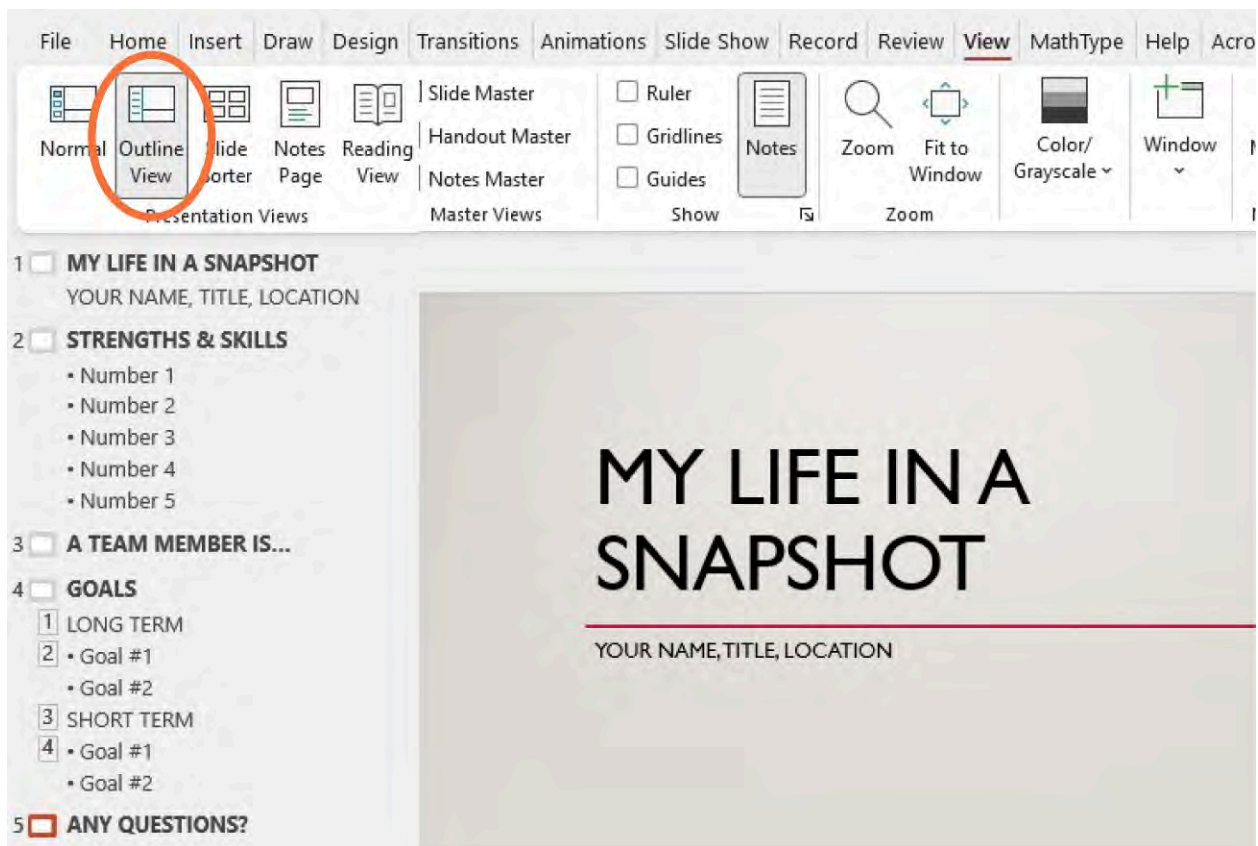 File Home Insert Draw Design Transitions Animations Slide Show Record Review View MathType Help Acro
Normal Outline View Slide Sorter Notes Page Reading View
Presentation Views
Slide Master
Handout Master
Notes Master
Master Views
Ruler
Gridlines
Guides
Notes
Show
Zoom Fit to Window
Zoom
Color/ Grayscale
Window
1 MY LIFE IN A SNAPSHOT
YOUR NAME, TITLE, LOCATION
2 STRENGTHS & SKILLS
• Number 1
• Number 2
• Number 3
• Number 4
• Number 5
3 A TEAM MEMBER IS...
4 GOALS
1 LONG TERM
2 • Goal #1
• Goal #2
3 SHORT TERM
4 • Goal #1
• Goal #2
5 ANY QUESTIONS?
MY LIFE IN A
SNAPSHOT
YOUR NAME, TITLE, LOCATION